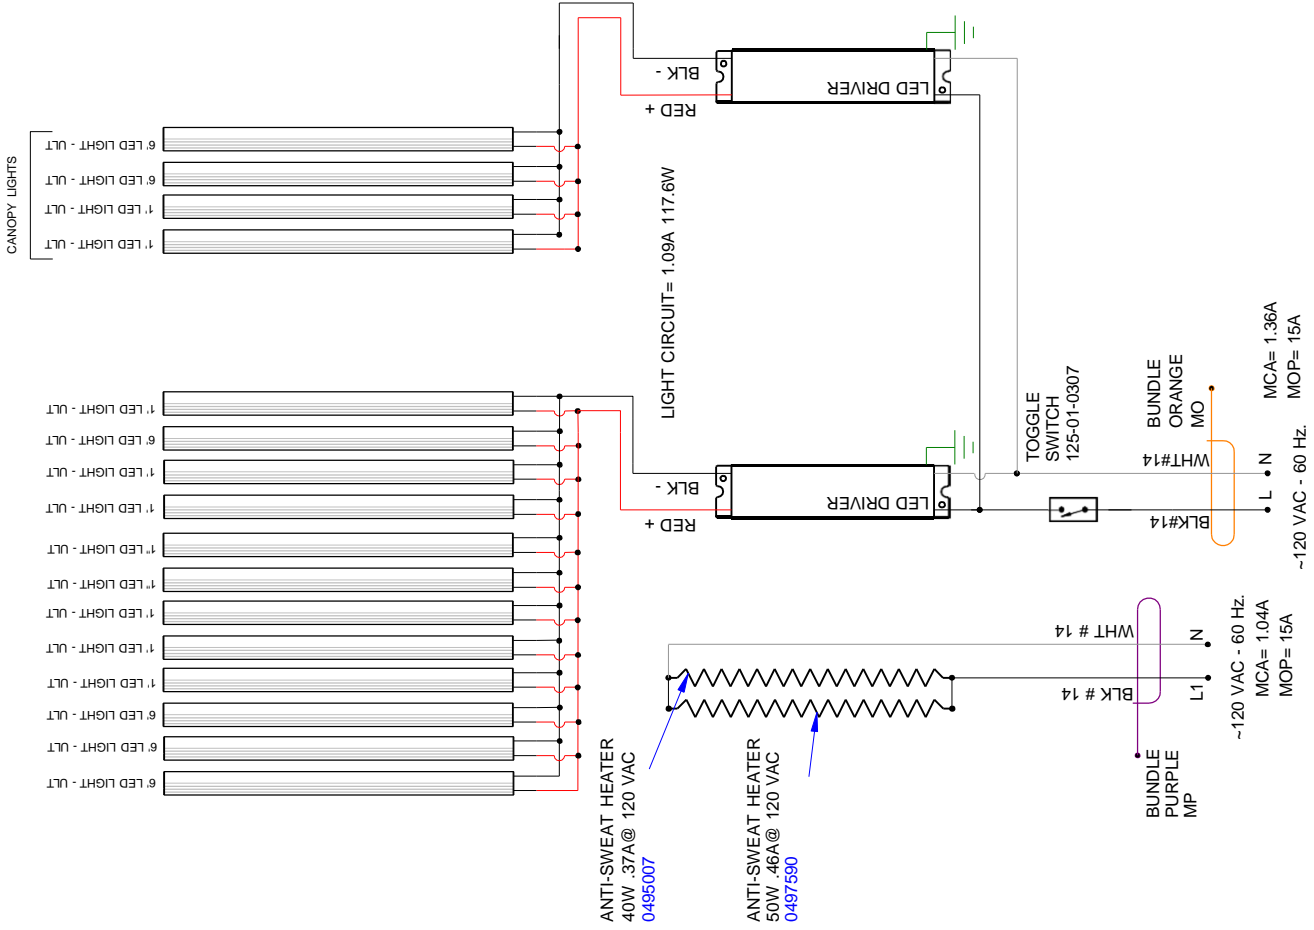 CANOPY LIGHTS
6' LED LIGHT - ULT
6' LED LIGHT - ULT
1' LED LIGHT - ULT
1' LED LIGHT - ULT
BLK -
RED +
LED DRIVER
LIGHT CIRCUIT= 1.09A 117.6W
1' LED LIGHT - ULT
6' LED LIGHT - ULT
1' LED LIGHT - ULT
1' LED LIGHT - ULT
1" LED LIGHT - ULT
1" LED LIGHT - ULT
1' LED LIGHT - ULT
1' LED LIGHT - ULT
1' LED LIGHT - ULT
6' LED LIGHT - ULT
6' LED LIGHT - ULT
6' LED LIGHT - ULT
BLK -
RED +
LED DRIVER
TOGGLE
SWITCH
125-01-0307
BUNDLE
ORANGE
MO
WHT#14
BLK#14
N
L
~120 VAC - 60 Hz.
MCA= 1.36A
MOP= 15A
WHT # 14
BLK # 14
N
L1
~120 VAC - 60 Hz.
MCA= 1.04A
MOP= 15A
BUNDLE
PURPLE
MP
ANTI-SWEAT HEATER
40W .37A@ 120 VAC
0495007
ANTI-SWEAT HEATER
50W .46A@ 120 VAC
0497590